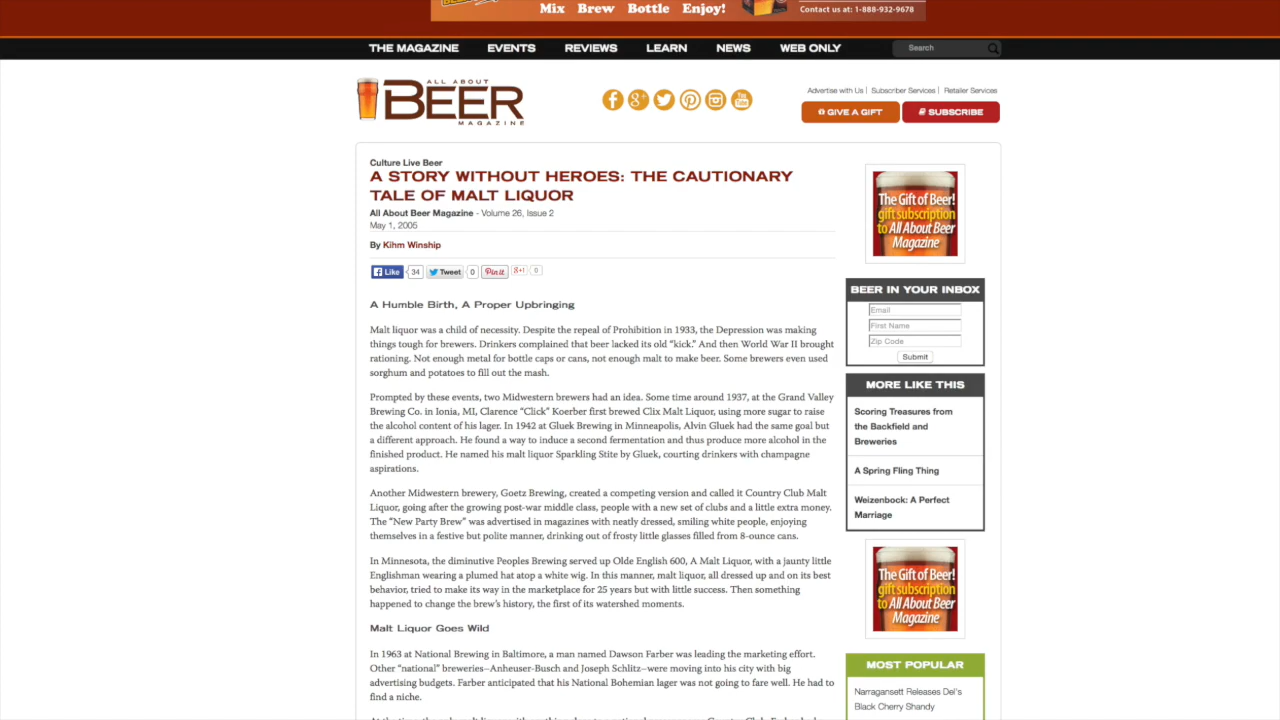 Mix Brew Bottle Enjoy!
Contact us at: 1-888-932-9678
THE MAGAZINE EVENTS REVIEWS LEARN NEWS WEB ONLY
Search
ALL ABOUT
BEER
MAGAZINE
Advertise with Us | Subscriber Services | Retailer Services
GIVE A GIFT
SUBSCRIBE
Culture Live Beer
A STORY WITHOUT HEROES: THE CAUTIONARY
TALE OF MALT LIQUOR
All About Beer Magazine - Volume 26, Issue 2
May 1, 2005
By Kihm Winship
Like 34 Tweet 0 Pin it g+1 0
A Humble Birth, A Proper Upbringing
Malt liquor was a child of necessity. Despite the repeal of Prohibition in 1933, the Depression was making
things tough for brewers. Drinkers complained that beer lacked its old “kick.” And then World War II brought
rationing. Not enough metal for bottle caps or cans, not enough malt to make beer. Some brewers even used
sorghum and potatoes to fill out the mash.
Prompted by these events, two Midwestern brewers had an idea. Some time around 1937, at the Grand Valley
Brewing Co. in Ionia, MI, Clarence “Click” Koerber first brewed Clix Malt Liquor, using more sugar to raise
the alcohol content of his lager. In 1942 at Gluek Brewing in Minneapolis, Alvin Gluek had the same goal but
a different approach. He found a way to induce a second fermentation and thus produce more alcohol in the
finished product. He named his malt liquor Sparkling Stite by Gluek, courting drinkers with champagne
aspirations.
Another Midwestern brewery, Goetz Brewing, created a competing version and called it Country Club Malt
Liquor, going after the growing post-war middle class, people with a new set of clubs and a little extra money.
The “New Party Brew” was advertised in magazines with neatly dressed, smiling white people, enjoying
themselves in a festive but polite manner, drinking out of frosty little glasses filled from 8-ounce cans.
In Minnesota, the diminutive Peoples Brewing served up Olde English 600, A Malt Liquor, with a jaunty little
Englishman wearing a plumed hat atop a white wig. In this manner, malt liquor, all dressed up and on its best
behavior, tried to make its way in the marketplace for 25 years but with little success. Then something
happened to change the brew’s history, the first of its watershed moments.
Malt Liquor Goes Wild
In 1963 at National Brewing in Baltimore, a man named Dawson Farber was leading the marketing effort.
Other “national” breweries—Anheuser-Busch and Joseph Schlitz—were moving into his city with big
advertising budgets. Farber anticipated that his National Bohemian lager was not going to fare well. He had to
find a niche.
The Gift of Beer!
gift subscription
to All About Beer
Magazine
BEER IN YOUR INBOX
Email
First Name
Zip Code
Submit
MORE LIKE THIS
Scoring Treasures from
the Backfield and
Breweries
A Spring Fling Thing
Weizenbock: A Perfect
Marriage
The Gift of Beer!
gift subscription
to All About Beer
Magazine
MOST POPULAR
Narragansett Releases Del's
Black Cherry Shandy